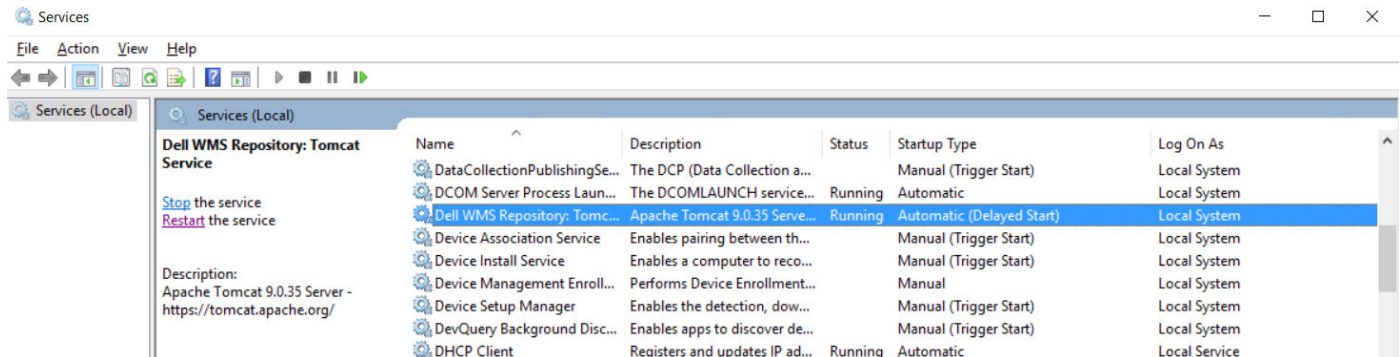 Services
File Action View Help
Services (Local)
Services (Local)
Dell WMS Repository: Tomcat
Service
Stop the service
Restart the service
Description:
Apache Tomcat 9.0.35 Server -
https://tomcat.apache.org/
Name Description Status Startup Type Log On As
DataCollectionPublishingSe... The DCP (Data Collection a... Manual (Trigger Start) Local System
DCOM Server Process Laun... The DCOMLAUNCH service... Running Automatic Local System
Dell WMS Repository: Tomc... Apache Tomcat 9.0.35 Serve... Running Automatic (Delayed Start) Local System
Device Association Service Enables pairing between th... Manual (Trigger Start) Local System
Device Install Service Enables a computer to reco... Manual (Trigger Start) Local System
Device Management Enroll... Performs Device Enrollment... Manual Local System
Device Setup Manager Enables the detection, dow... Manual (Trigger Start) Local System
DevQuery Background Disc... Enables apps to discover de... Manual (Trigger Start) Local System
DHCP Client Registers and updates IP ad... Running Automatic Local Service